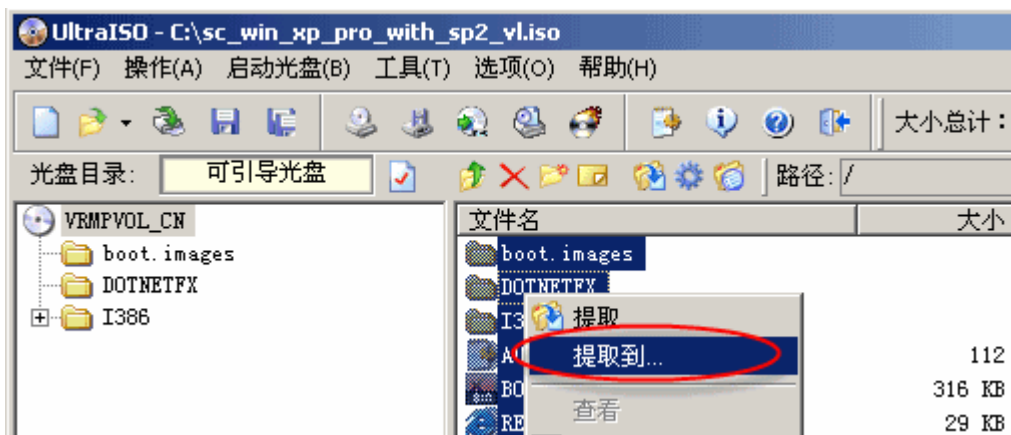 UltraISO - C:\sc_win_xp_pro_with_sp2_vl.iso
文件(F) 操作(A) 启动光盘(B) 工具(T) 选项(O) 帮助(H)
大小总计:
光盘目录: 可引导光盘 路径: /
VRMPVOL_CN 文件名 大小
boot.images boot.images
DOTNETFX DOTNETFX
I386 I3 提取
A 提取到... 112
BO 316 KB
查看
RE 29 KB